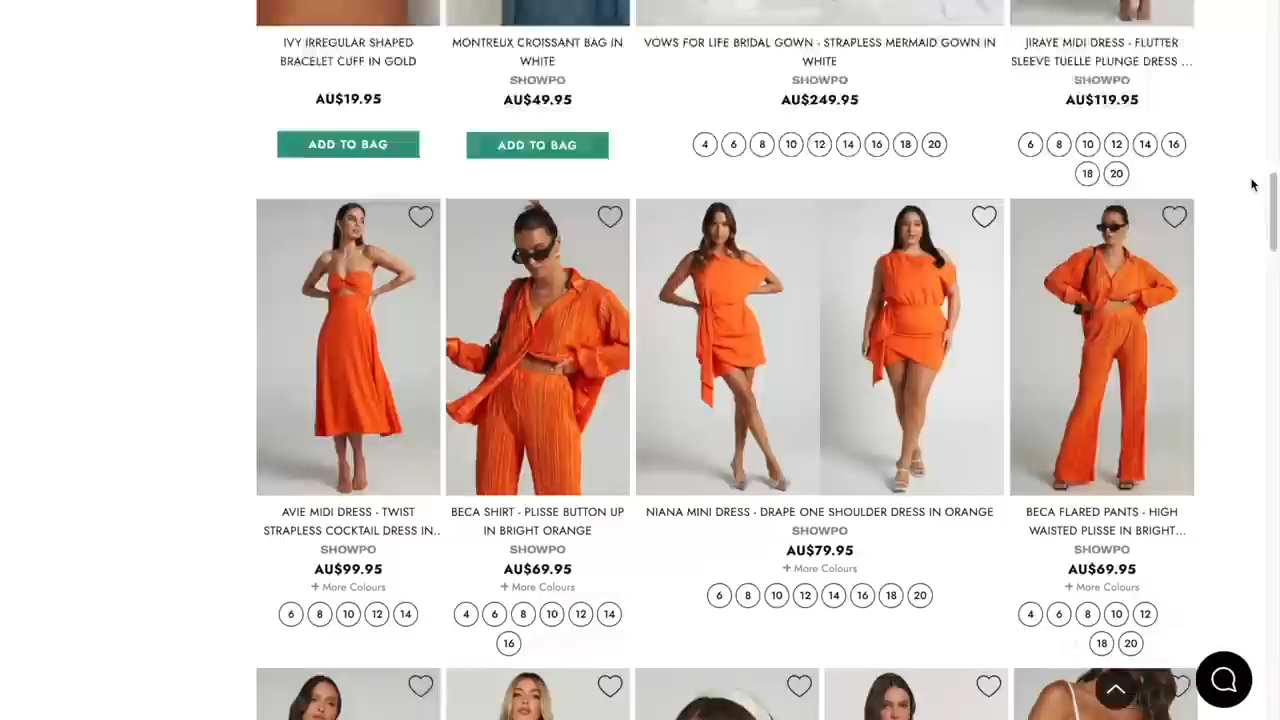 IVY IRREGULAR SHAPED
BRACELET CUFF IN GOLD
AU$19.95
ADD TO BAG
MONTREUX CROISSANT BAG IN
WHITE
SHOWPO
AU$49.95
ADD TO BAG
VOWS FOR LIFE BRIDAL GOWN - STRAPLESS MERMAID GOWN IN
WHITE
SHOWPO
AU$249.95
4 6 8 10 12 14 16 18 20
JIRAYE MIDI DRESS - FLUTTER
SLEEVE TUELLE PLUNGE DRESS ...
SHOWPO
AU$119.95
6 8 10 12 14 16
18 20
AVIE MIDI DRESS - TWIST
STRAPLESS COCKTAIL DRESS IN..
SHOWPO
AU$99.95
+ More Colours
6 8 10 12 14
BECA SHIRT - PLISSE BUTTON UP
IN BRIGHT ORANGE
SHOWPO
AU$69.95
+ More Colours
4 6 8 10 12 14
16
NIANA MINI DRESS - DRAPE ONE SHOULDER DRESS IN ORANGE
SHOWPO
AU$79.95
+ More Colours
6 8 10 12 14 16 18 20
BECA FLARED PANTS - HIGH
WAISTED PLISSE IN BRIGHT...
SHOWPO
AU$69.95
+ More Colours
4 6 8 10 12
18 20